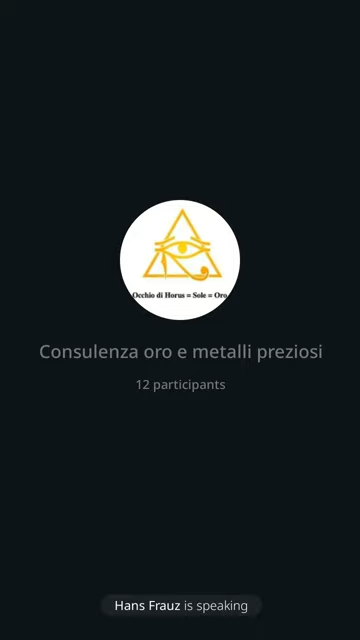 Occhio di Horus = Sole = Oro
Consulenza oro e metalli preziosi
12 participants
Hans Frauz is speaking